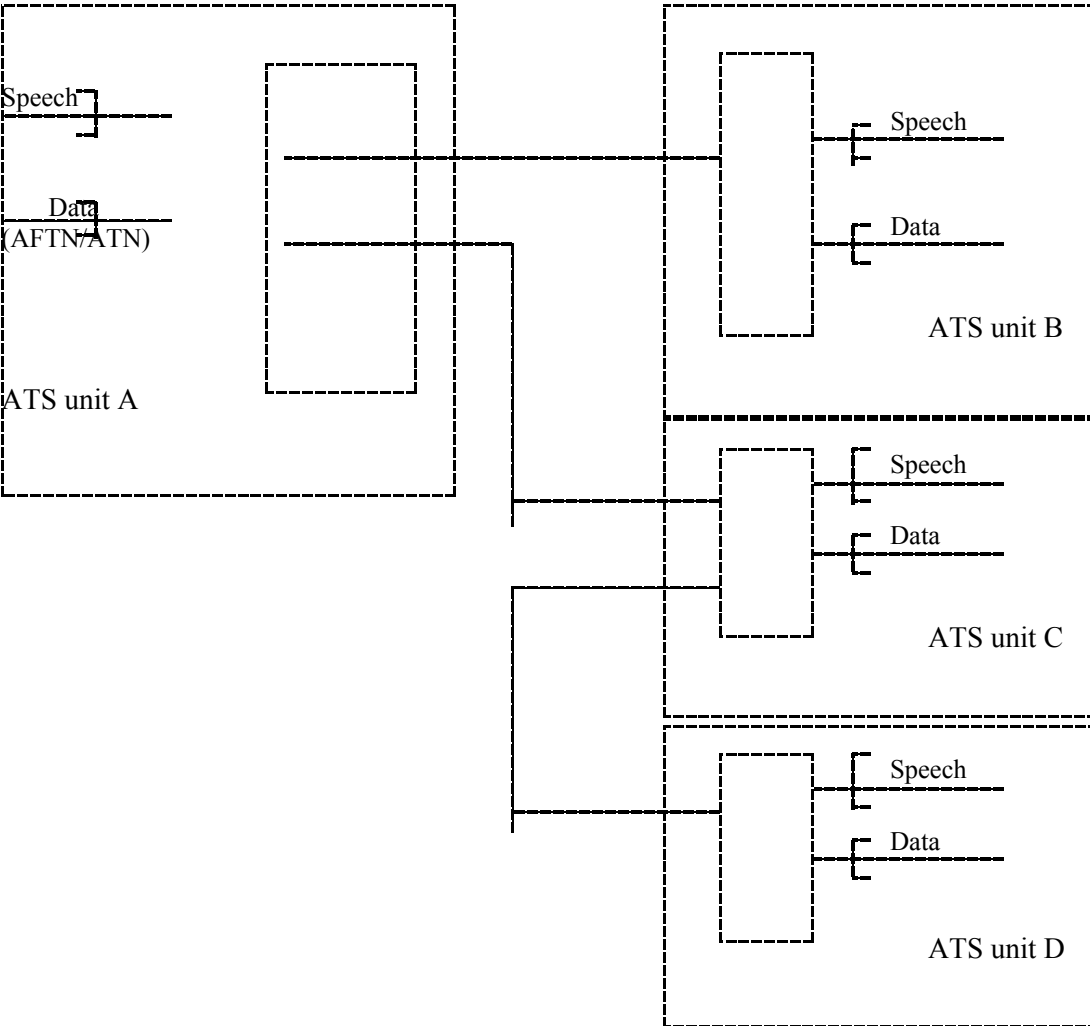 Speech
Data
(AFTN/ATN)
ATS unit A
Speech
Data
ATS unit B
Speech
Data
ATS unit C
Speech
Data
ATS unit D